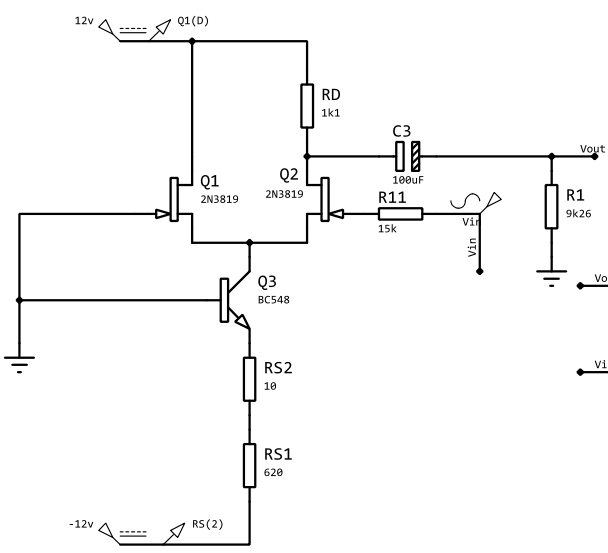 12v
Q1(D)
RD
1k1
C3
100uF
Vout
Q1
2N3819
Q2
2N3819
R11
15k
Vin
Vin
R1
9k26
Q3
BC548
Vo
RS2
10
Vi
RS1
620
-12v
RS(2)